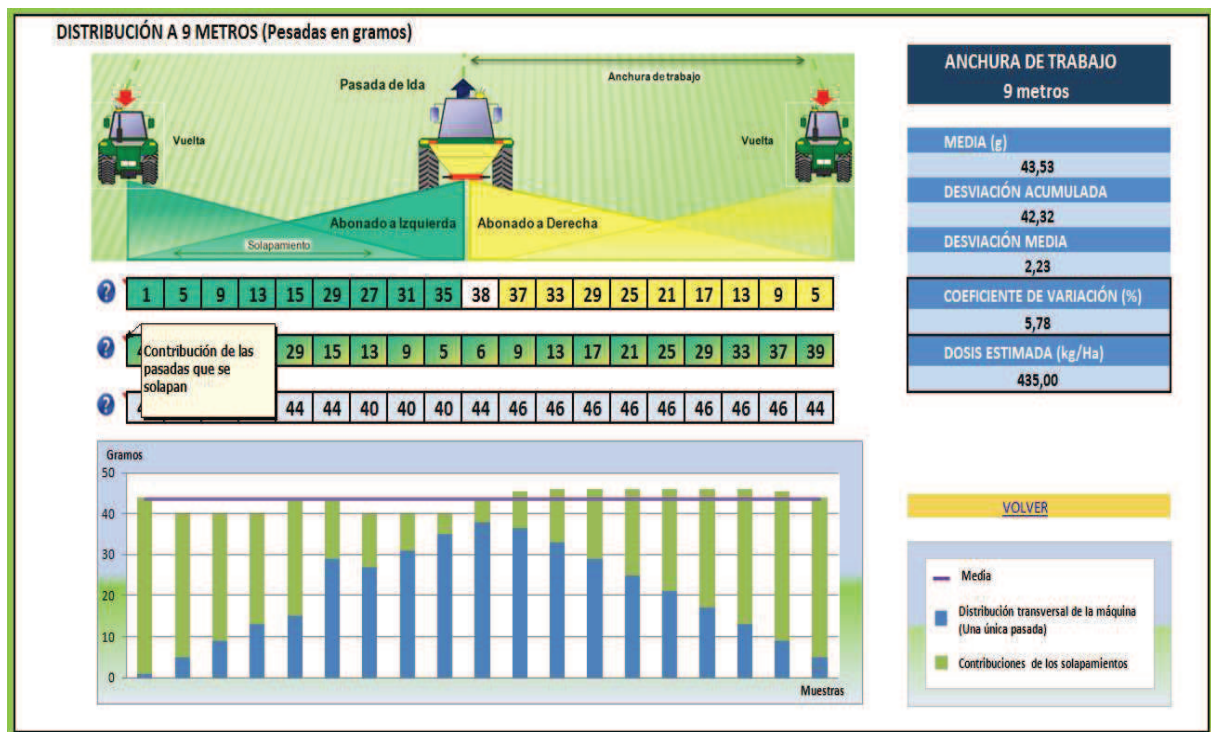 DISTRIBUCIÓN A 9 METROS (Pesadas en gramos)
Pasada de Ida
Anchura de trabajo
Vuelta
Vuelta
Abonado a Izquierda
Abonado a Derecha
Solapamiento
? 1 5 9 13 15 29 27 31 35 38 37 33 29 25 21 17 13 9 5
? 4 29 15 13 9 5 6 9 13 17 21 25 29 33 37 39
Contribución de las
pasadas que se
solapan
? 4 44 44 40 40 40 44 46 46 46 46 46 46 46 46 44
Gramos
50
40
30
20
10
0
Muestras
ANCHURA DE TRABAJO
9 metros
MEDIA (g)
43,53
DESVIACIÓN ACUMULADA
42,32
DESVIACIÓN MEDIA
2,23
COEFICIENTE DE VARIACIÓN (%)
5,78
DOSIS ESTIMADA (kg/Ha)
435,00
VOLVER
Media
Distribución transversal de la máquina
(Una única pasada)
Contribuciones de los solapamientos